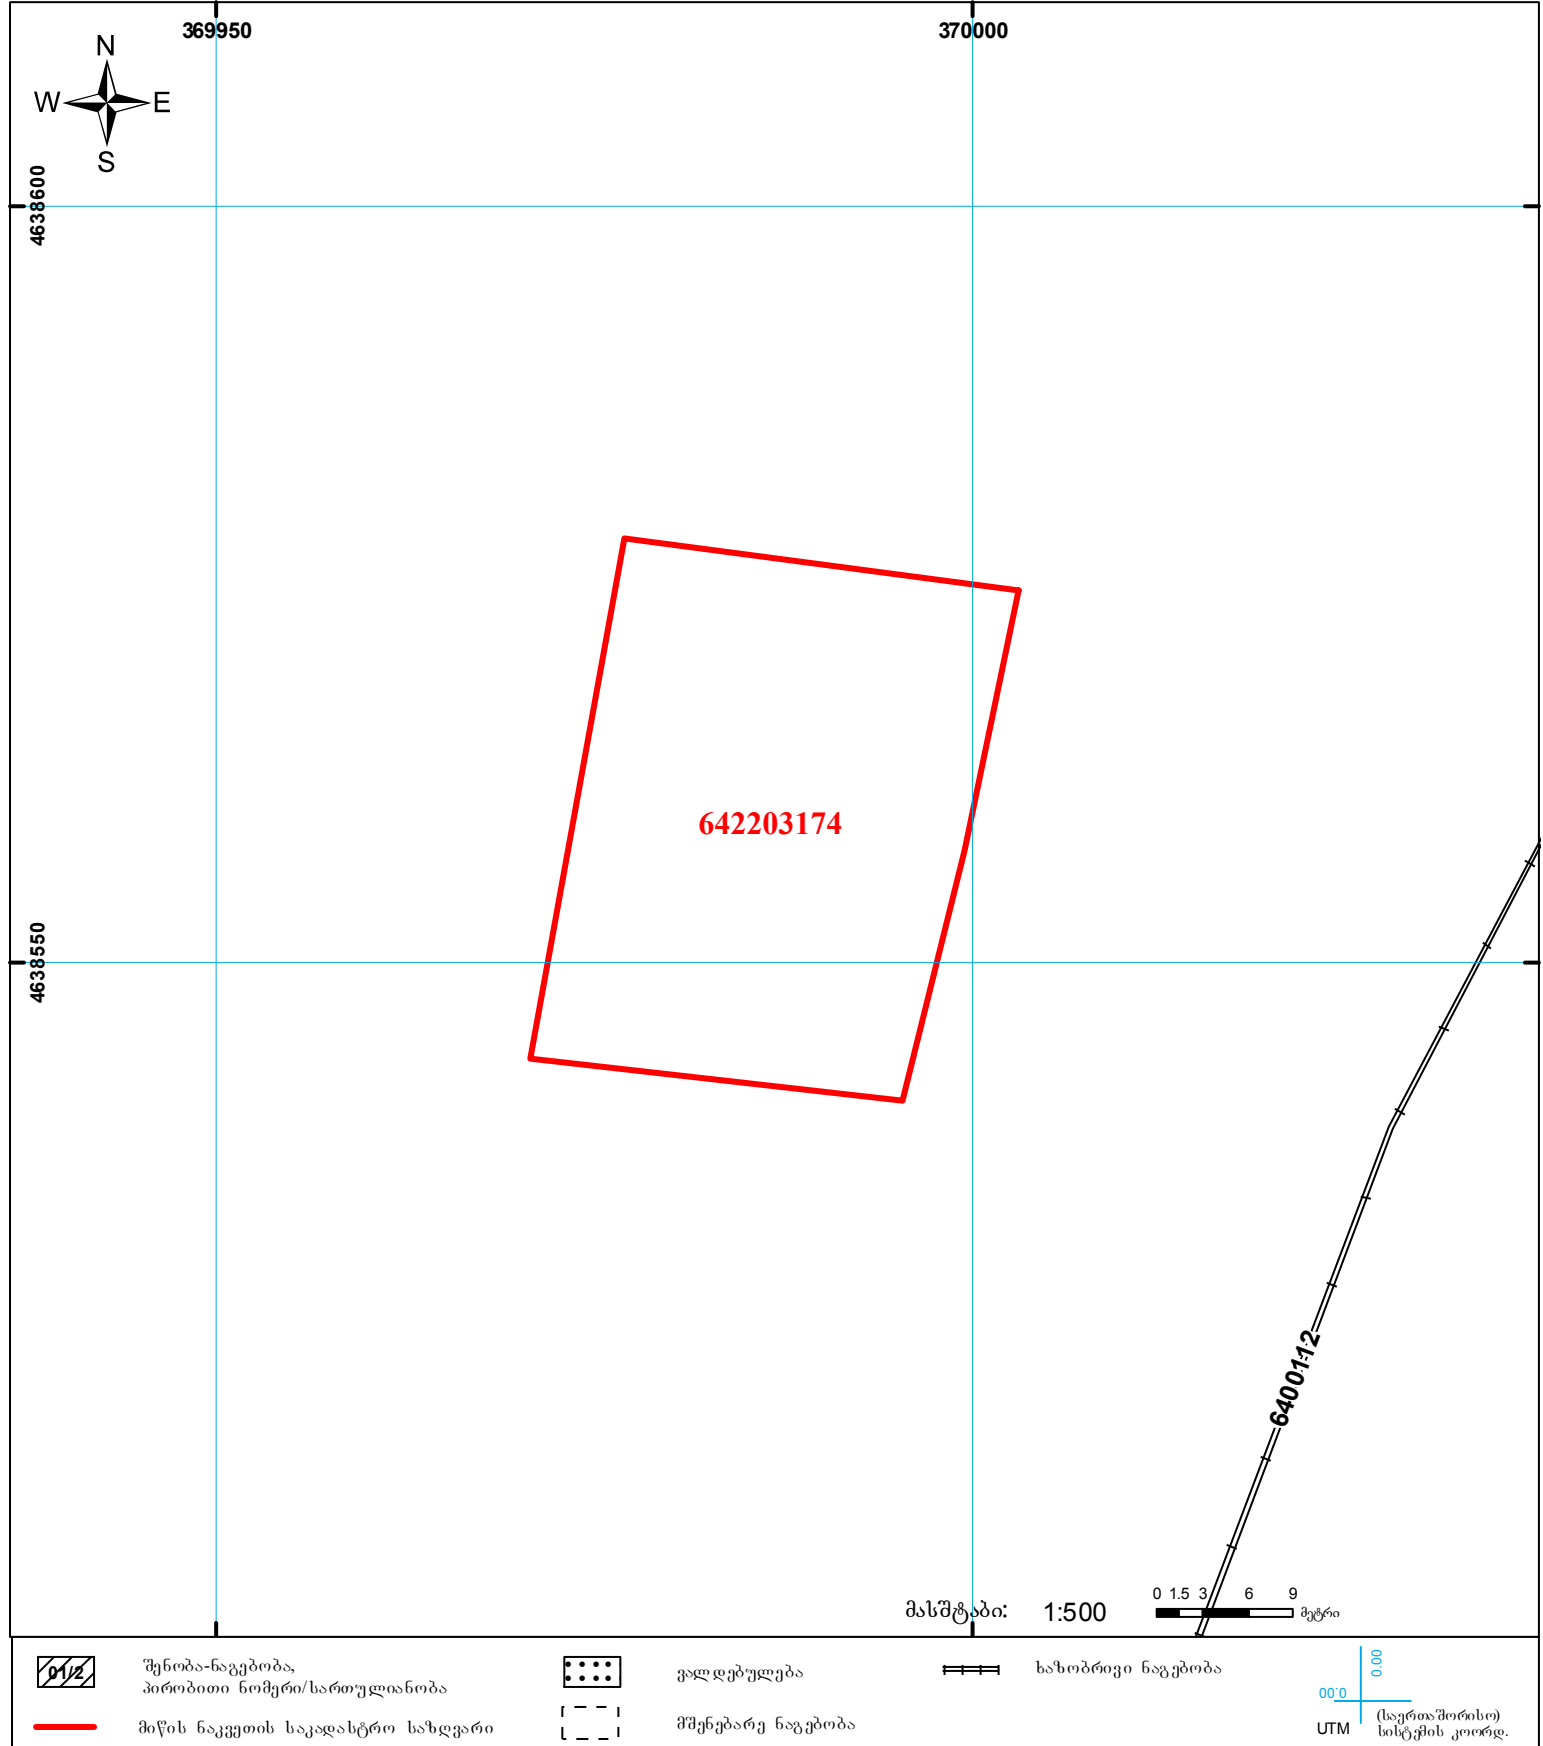 369950
370000
N
W
E
S
4638600
642203174
4638550
6400112
მასშტაბი:
1:500
0 1.5 3 6 9
მეტრი
01/2
შენობა-ნაგებობა,
პირობითი ნომერი/სართულიანობა
ვალდებულება
ხაზობრივი ნაგებობა
მიწის ნაკვეთის საკადასტრო საზღვარი
მშენებარე ნაგებობა
0.00
00.0
UTM
(საერთაშორისო)
სისტემის კოორდ.